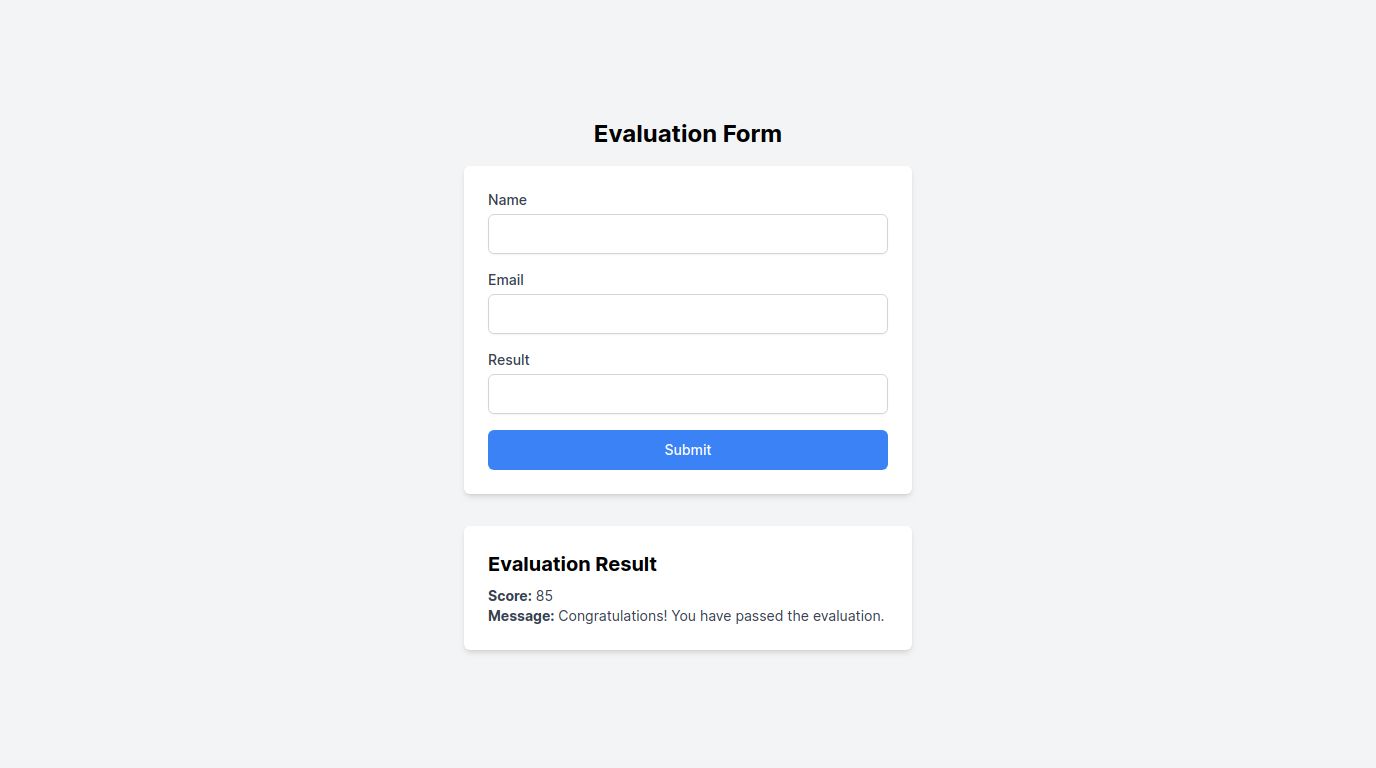 Evaluation Form
Name
Email
Result
Submit
Evaluation Result
Score: 85
Message: Congratulations! You have passed the evaluation.